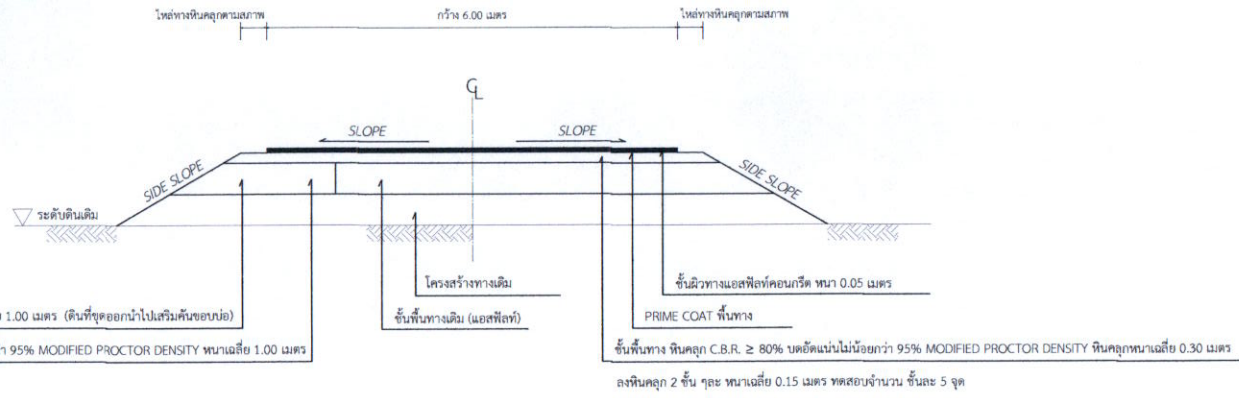 ไหล่ทางหินคลุกตามสภาพ
กว้าง 6.00 เมตร
ไหล่ทางหินคลุกตามสภาพ
CL
SLOPE
SLOPE
SIDE SLOPE
SIDE SLOPE
ระดับดินเดิม
โครงสร้างทางเดิม
ชั้นผิวทางแอสฟัลท์คอนกรีต หนา 0.05 เมตร
1.00 เมตร (ดินที่ขุดออกนำไปเสริมคันขอบบ่อ)
ชั้นพื้นทางเดิม (แอสฟัลท์)
PRIME COAT พื้นทาง
95% MODIFIED PROCTOR DENSITY หนาเฉลี่ย 1.00 เมตร
ชั้นพื้นทาง หินคลุก C.B.R. ≥ 80% บดอัดแน่นไม่น้อยกว่า 95% MODIFIED PROCTOR DENSITY หินคลุกหนาเฉลี่ย 0.30 เมตร
ลงหินคลุก 2 ชั้น ๆละ หนาเฉลี่ย 0.15 เมตร ทดสอบจำนวน ชั้นละ 5 จุด